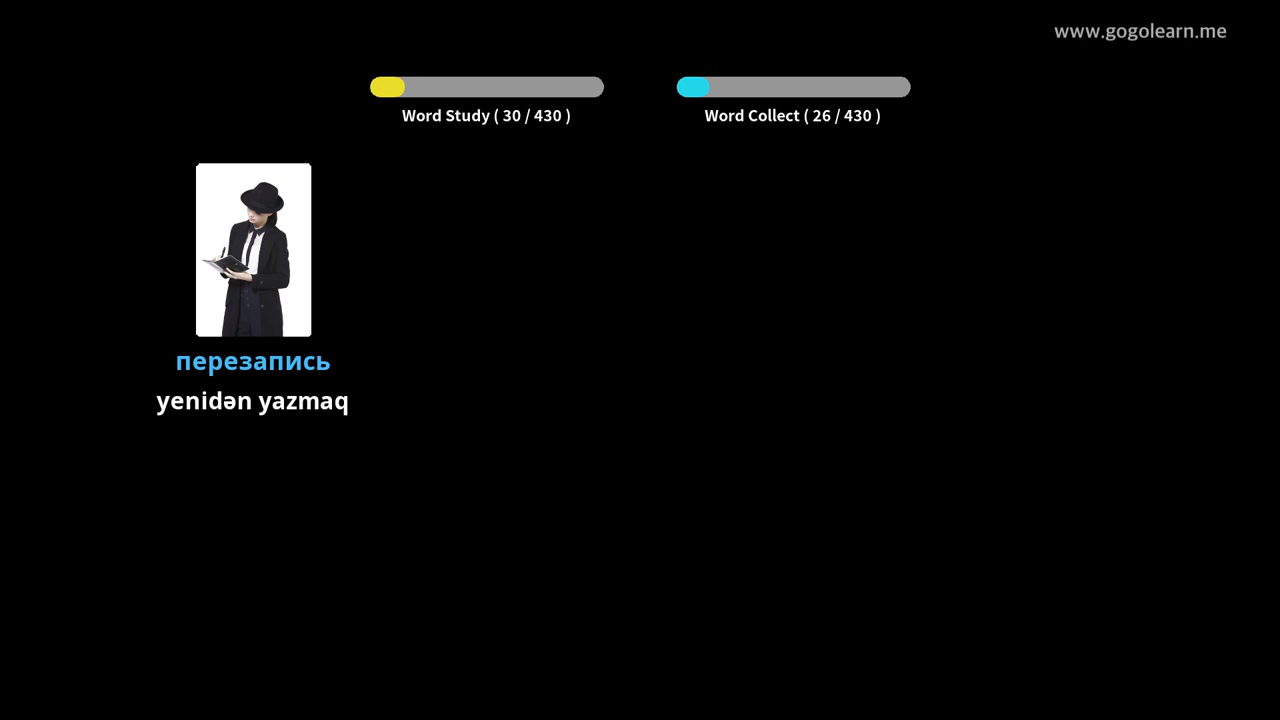 www.gogolearn.me
Word Study ( 30 / 430 )
Word Collect ( 26 / 430 )
перезапись
yenidən yazmaq